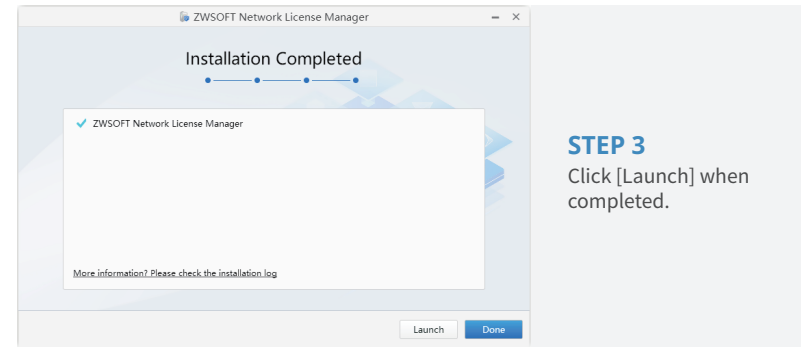 ZWSOFT Network License Manager
Installation Completed
ZWSOFT Network License Manager
More information? Please check the installation log
Launch
Done
STEP 3
Click [Launch] when
completed.